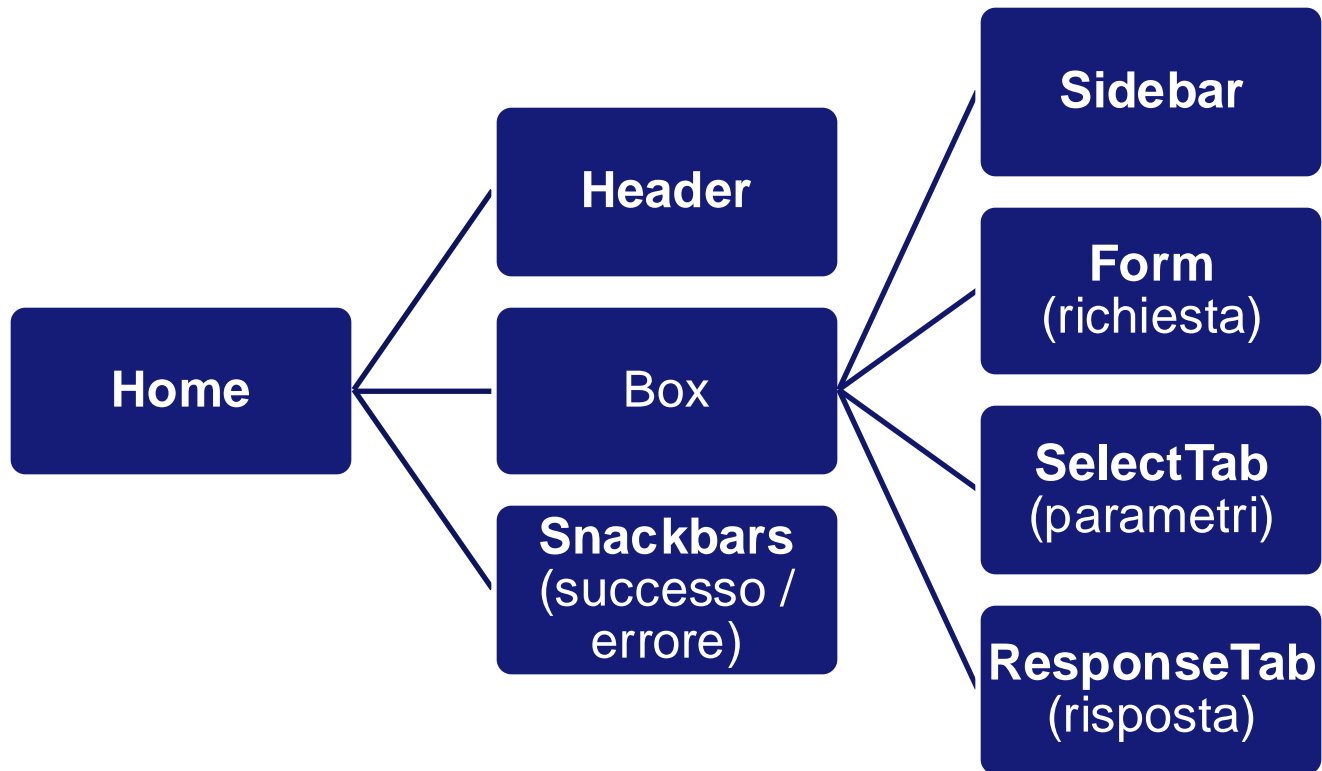 Home
Header
Box
Snackbars
(successo /
errore)
Sidebar
Form
(richiesta)
SelectTab
(parametri)
ResponseTab
(risposta)